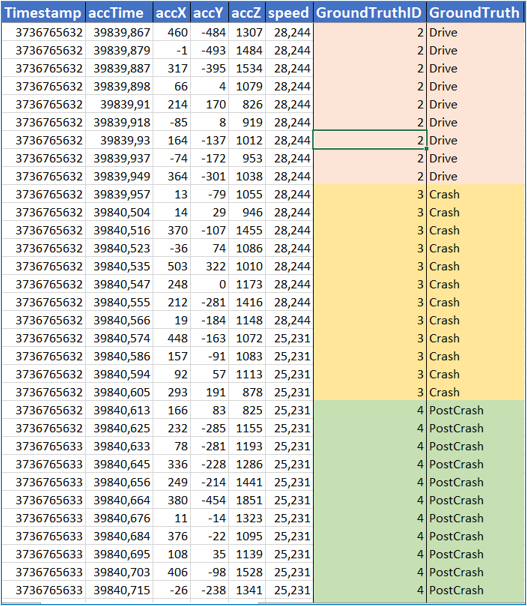 Timestamp accTime accX accY accZ speed GroundTruthID GroundTruth
3736765632 39839,867 460 -484 1307 28,244 2 Drive
3736765632 39839,879 -1 -493 1484 28,244 2 Drive
3736765632 39839,887 317 -395 1534 28,244 2 Drive
3736765632 39839,898 66 4 1079 28,244 2 Drive
3736765632 39839,91 214 170 826 28,244 2 Drive
3736765632 39839,918 -85 8 919 28,244 2 Drive
3736765632 39839,93 164 -137 1012 28,244 2 Drive
3736765632 39839,937 -74 -172 953 28,244 2 Drive
3736765632 39839,949 364 -301 1038 28,244 2 Drive
3736765632 39839,957 13 -79 1055 28,244 3 Crash
3736765632 39840,504 14 29 946 28,244 3 Crash
3736765632 39840,516 370 -107 1455 28,244 3 Crash
3736765632 39840,523 -36 74 1086 28,244 3 Crash
3736765632 39840,535 503 322 1010 28,244 3 Crash
3736765632 39840,547 248 0 1173 28,244 3 Crash
3736765632 39840,555 212 -281 1416 28,244 3 Crash
3736765632 39840,566 19 -184 1148 28,244 3 Crash
3736765632 39840,574 448 -163 1072 25,231 3 Crash
3736765632 39840,586 157 -91 1083 25,231 3 Crash
3736765632 39840,594 92 57 1113 25,231 3 Crash
3736765632 39840,605 293 191 878 25,231 3 Crash
3736765632 39840,613 166 83 825 25,231 4 PostCrash
3736765632 39840,625 232 -285 1155 25,231 4 PostCrash
3736765633 39840,633 78 -281 1193 25,231 4 PostCrash
3736765633 39840,645 336 -228 1286 25,231 4 PostCrash
3736765633 39840,656 249 -214 1441 25,231 4 PostCrash
3736765633 39840,664 380 -454 1851 25,231 4 PostCrash
3736765633 39840,676 11 -14 1323 25,231 4 PostCrash
3736765633 39840,684 376 -22 1095 25,231 4 PostCrash
3736765633 39840,695 108 35 1139 25,231 4 PostCrash
3736765633 39840,703 406 -98 1528 25,231 4 PostCrash
3736765633 39840,715 -26 -238 1341 25,231 4 PostCrash